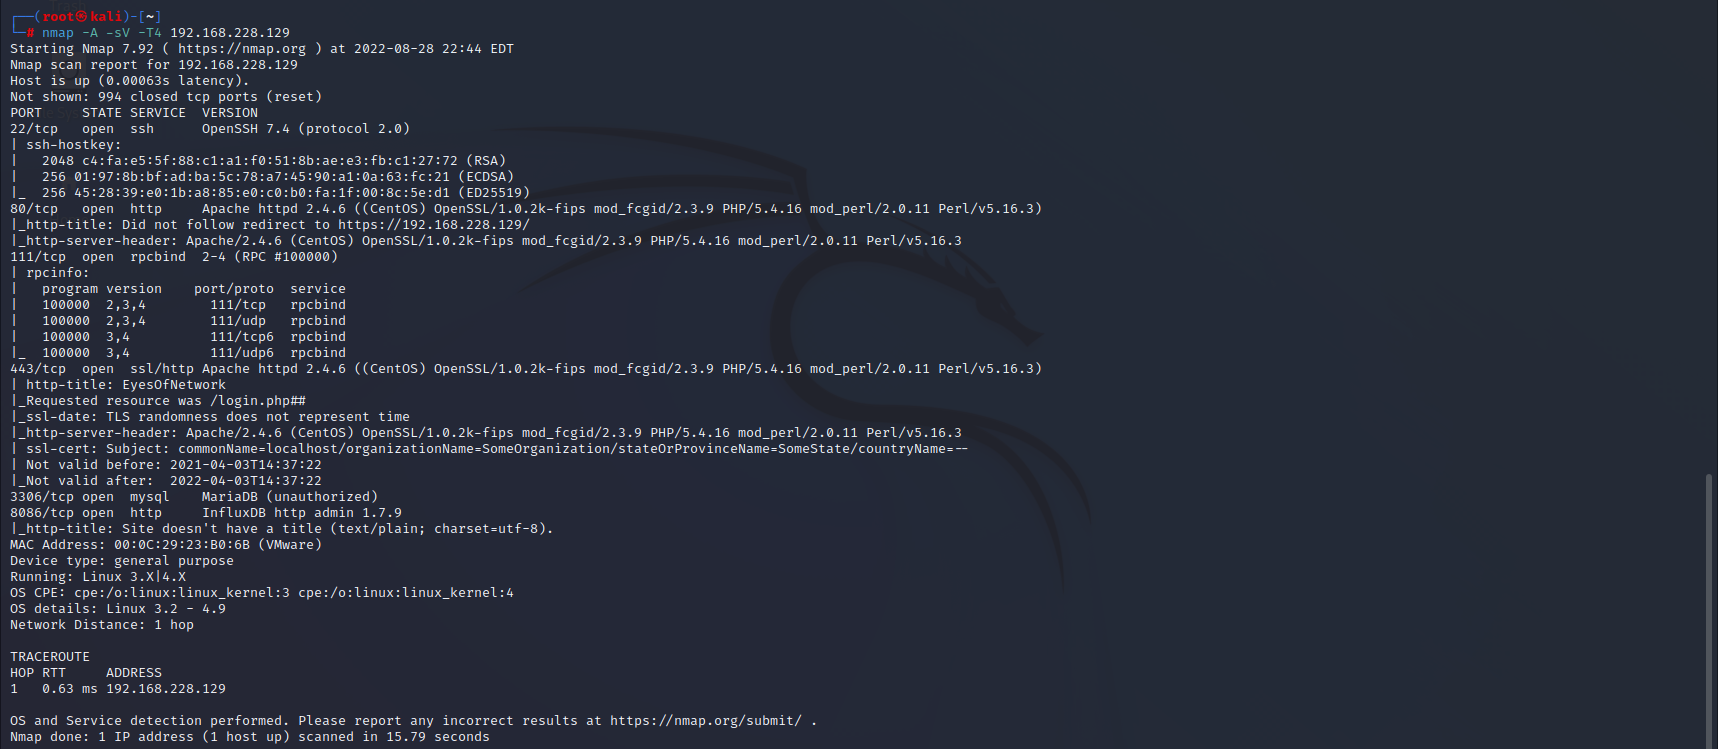 ┌──(root㉿kali)-[~]
└─# nmap -A -sV -T4 192.168.228.129
Starting Nmap 7.92 ( https://nmap.org ) at 2022-08-28 22:44 EDT
Nmap scan report for 192.168.228.129
Host is up (0.00063s latency).
Not shown: 994 closed tcp ports (reset)
PORT     STATE SERVICE  VERSION
22/tcp   open  ssh      OpenSSH 7.4 (protocol 2.0)
| ssh-hostkey:
|   2048 c4:fa:e5:5f:88:c1:a1:f0:51:8b:ae:e3:fb:c1:27:72 (RSA)
|   256 01:97:8b:bf:ad:ba:5c:78:a7:45:90:a1:0a:63:fc:21 (ECDSA)
|_  256 45:28:39:e0:1b:a8:85:e0:c0:b0:fa:1f:00:8c:5e:d1 (ED25519)
80/tcp   open  http     Apache httpd 2.4.6 ((CentOS) OpenSSL/1.0.2k-fips mod_fcgid/2.3.9 PHP/5.4.16 mod_perl/2.0.11 Perl/v5.16.3)
|_http-title: Did not follow redirect to https://192.168.228.129/
|_http-server-header: Apache/2.4.6 (CentOS) OpenSSL/1.0.2k-fips mod_fcgid/2.3.9 PHP/5.4.16 mod_perl/2.0.11 Perl/v5.16.3
111/tcp  open  rpcbind  2-4 (RPC #100000)
| rpcinfo:
|   program version    port/proto  service
|   100000  2,3,4          111/tcp   rpcbind
|   100000  2,3,4          111/udp   rpcbind
|   100000  3,4            111/tcp6  rpcbind
|_  100000  3,4            111/udp6  rpcbind
443/tcp  open  ssl/http Apache httpd 2.4.6 ((CentOS) OpenSSL/1.0.2k-fips mod_fcgid/2.3.9 PHP/5.4.16 mod_perl/2.0.11 Perl/v5.16.3)
| http-title: EyesOfNetwork
|_Requested resource was /login.php##
|_ssl-date: TLS randomness does not represent time
|_http-server-header: Apache/2.4.6 (CentOS) OpenSSL/1.0.2k-fips mod_fcgid/2.3.9 PHP/5.4.16 mod_perl/2.0.11 Perl/v5.16.3
| ssl-cert: Subject: commonName=localhost/organizationName=SomeOrganization/stateOrProvinceName=SomeState/countryName=--
| Not valid before: 2021-04-03T14:37:22
|_Not valid after:  2022-04-03T14:37:22
3306/tcp open  mysql    MariaDB (unauthorized)
8086/tcp open  http     InfluxDB http admin 1.7.9
|_http-title: Site doesn't have a title (text/plain; charset=utf-8).
MAC Address: 00:0C:29:23:B0:6B (VMware)
Device type: general purpose
Running: Linux 3.X|4.X
OS CPE: cpe:/o:linux:linux_kernel:3 cpe:/o:linux:linux_kernel:4
OS details: Linux 3.2 - 4.9
Network Distance: 1 hop

TRACEROUTE
HOP RTT     ADDRESS
1   0.63 ms 192.168.228.129

OS and Service detection performed. Please report any incorrect results at https://nmap.org/submit/ .
Nmap done: 1 IP address (1 host up) scanned in 15.79 seconds